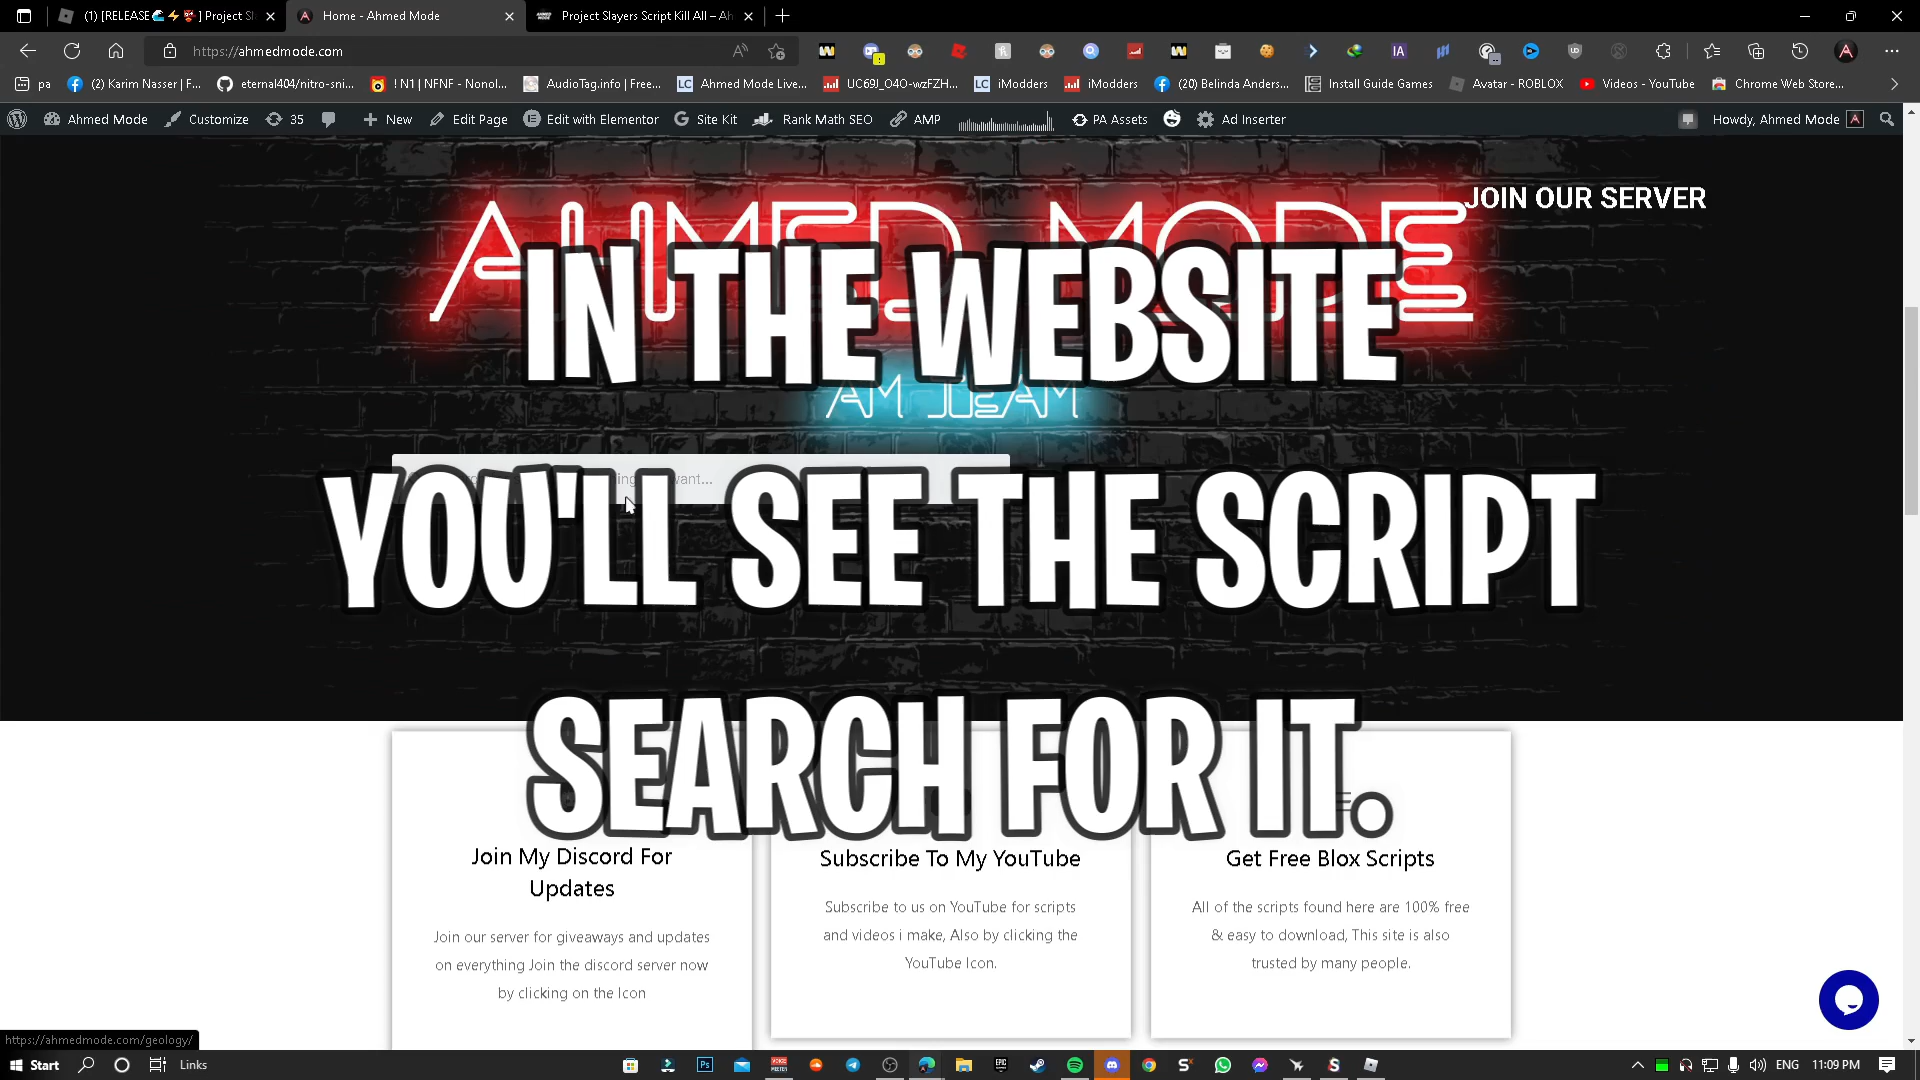 (1) [RELEASE🌊⚡👺] Project Sl
Home - Ahmed Mode
Project Slayers Script Kill All – Ah
https://ahmedmode.com
pa
(2) Karim Nasser | F...
eternal404/nitro-sni...
! N1 | NFNF - Nonol...
AudioTag.info | Free...
Ahmed Mode Live...
UC69J_O4O-wzFZH...
iModders
iModders
(20) Belinda Anders...
Install Guide Games
Avatar - ROBLOX
Videos - YouTube
Chrome Web Store...
Ahmed Mode
Customize
35
New
Edit Page
Edit with Elementor
Site Kit
Rank Math SEO
AMP
PA Assets
Ad Inserter
Howdy, Ahmed Mode
JOIN OUR SERVER
AHMED MODE
IN THE WEBSITE
AM
want...
YOU'LL SEE THE SCRIPT
SEARCH FOR IT.
Join My Discord For
Updates
Join our server for giveaways and updates
on everything Join the discord server now
by clicking on the Icon
Subscribe To My YouTube
Subscribe to us on YouTube for scripts
and videos i make, Also by clicking the
YouTube Icon.
Get Free Blox Scripts
All of the scripts found here are 100% free
& easy to download, This site is also
trusted by many people.
https://ahmedmode.com/geology/
Start
Links
ENG
11:09 PM